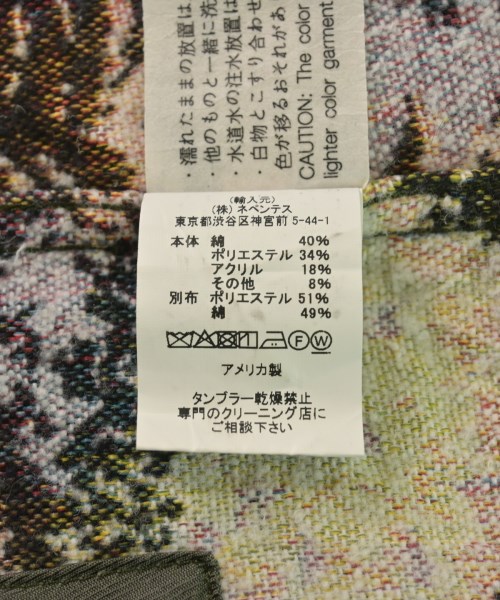 ・濡れたままの放置は
・他のものと一緒に洗
・水道水の注水放置は
・白物とこすり合わせ
色が移るおそれがあ
CAUTION: The color
lighter color garment
(輸入元)
(株) ネペンテス
東京都渋谷区神宮前 5-44-1
本体 綿 40%
ポリエステル 34%
アクリル 18%
その他 8%
別布 ポリエステル 51%
綿 49%
アメリカ製
タンブラー乾燥禁止
専門のクリーニング店に
ご相談下さい